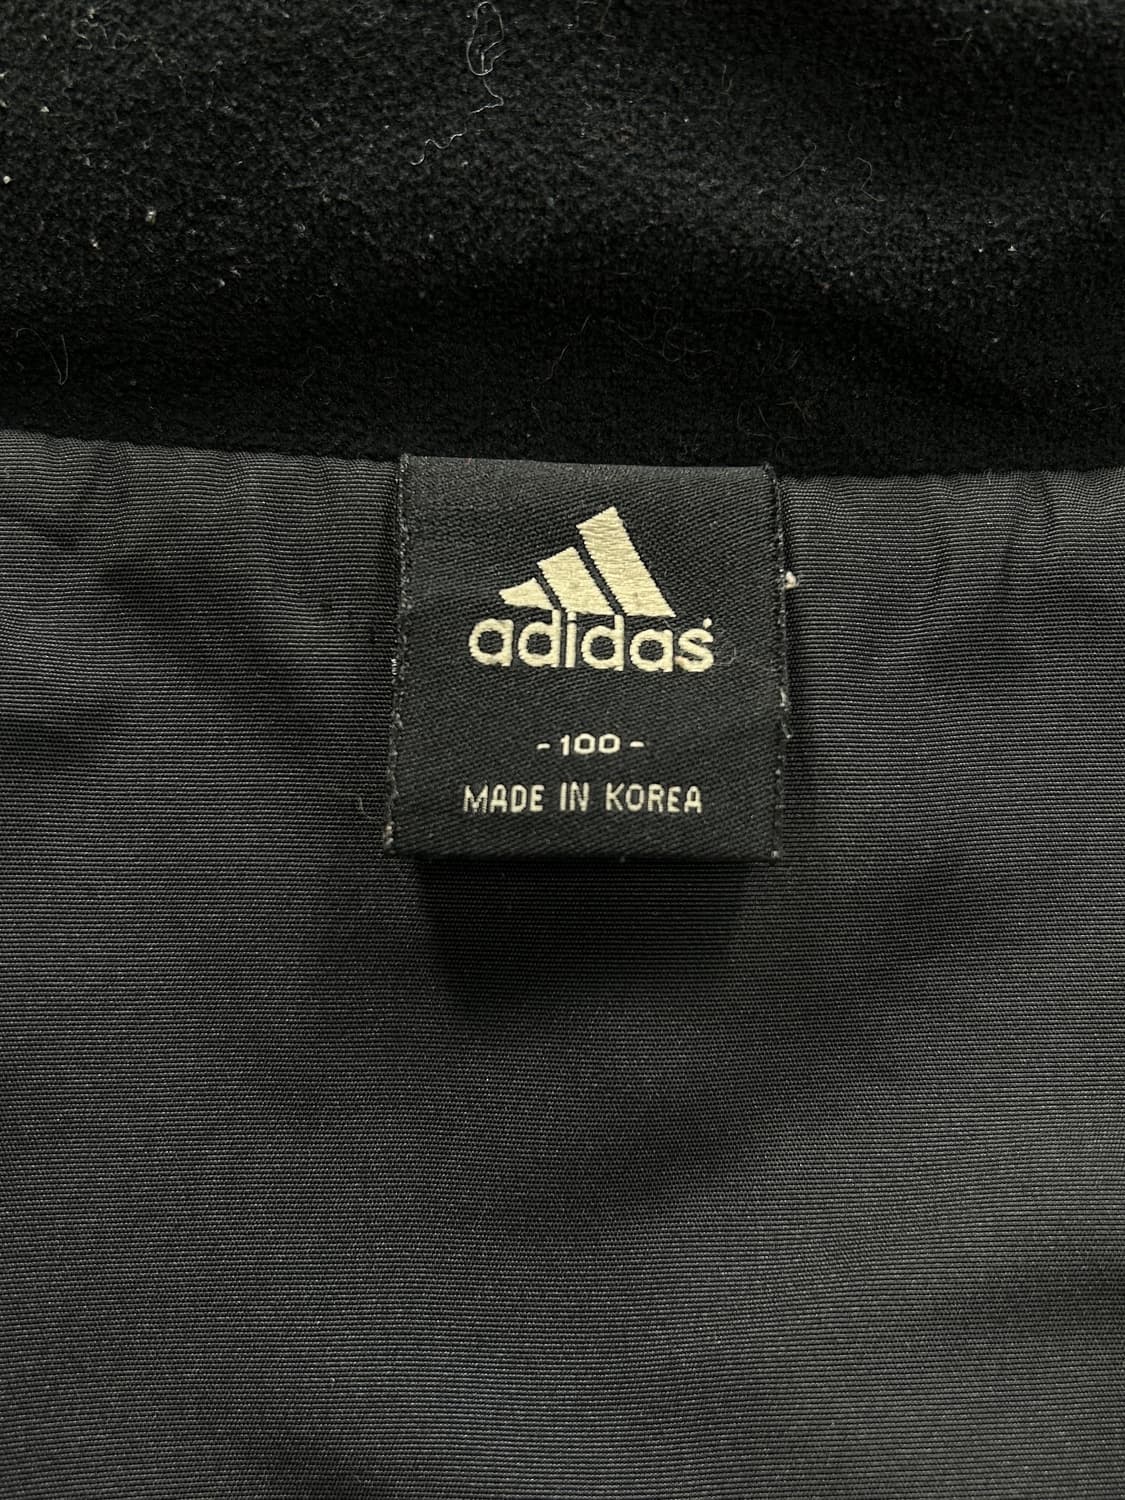 adidas
- 100 -
MADE IN KOREA